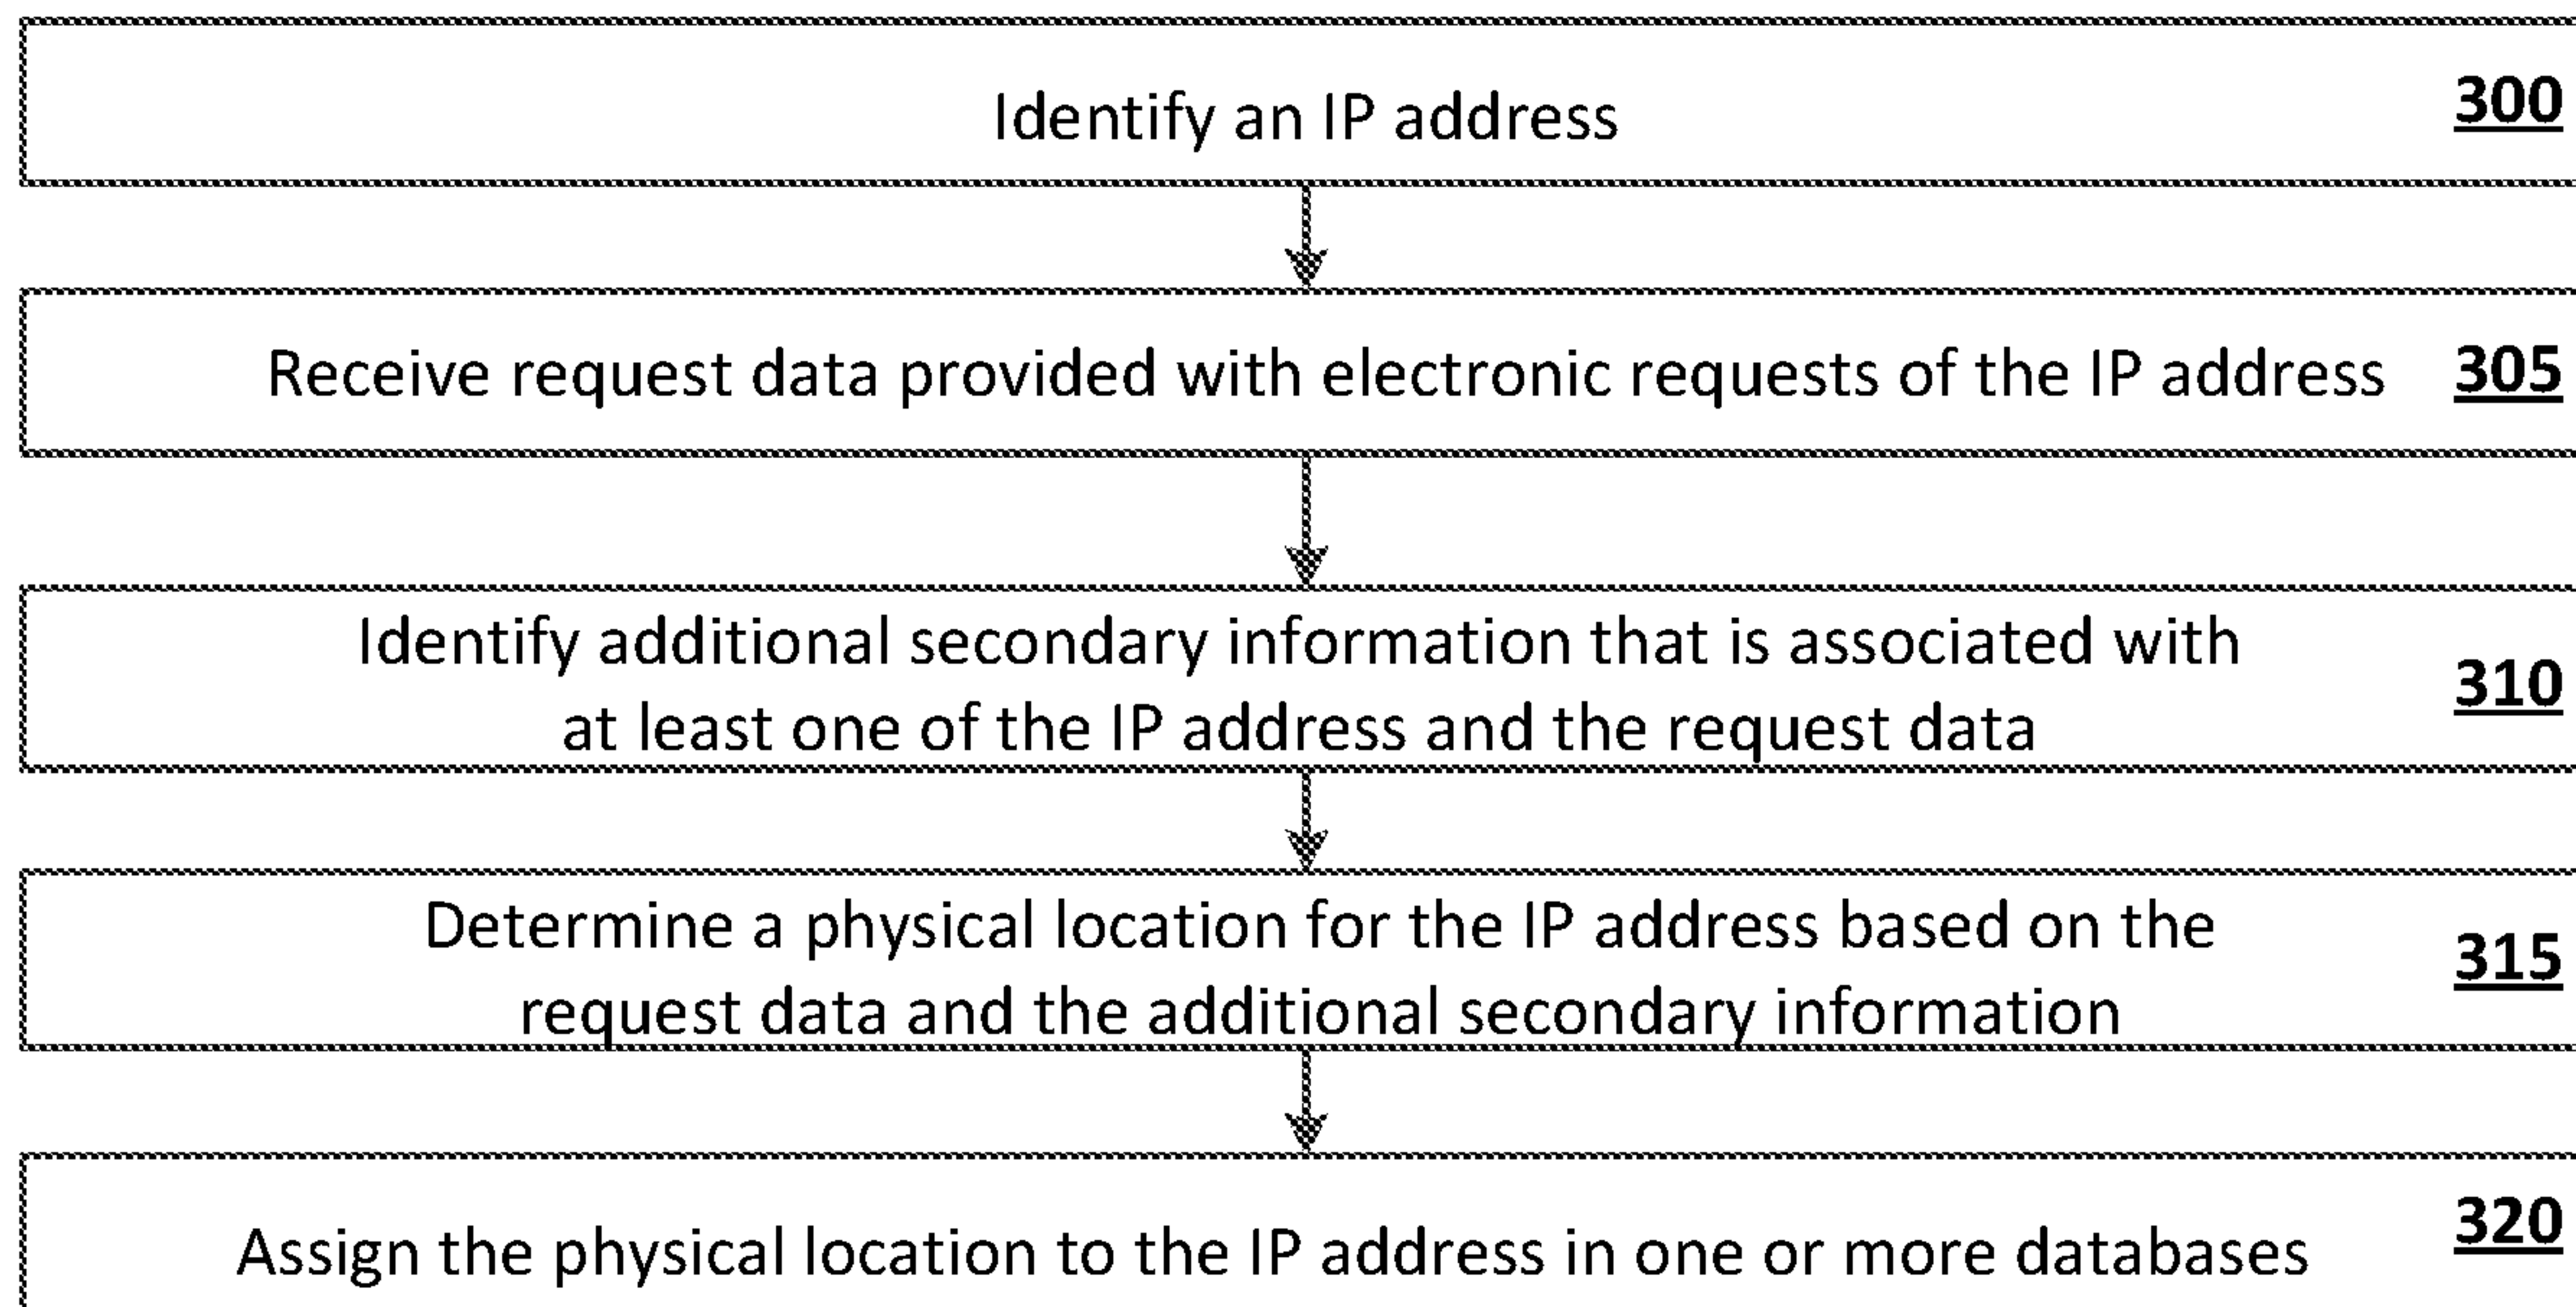 Identify an IP address 300
Receive request data provided with electronic requests of the IP address 305
Identify additional secondary information that is associated with
at least one of the IP address and the request data 310
Determine a physical location for the IP address based on the
request data and the additional secondary information 315
Assign the physical location to the IP address in one or more databases 320